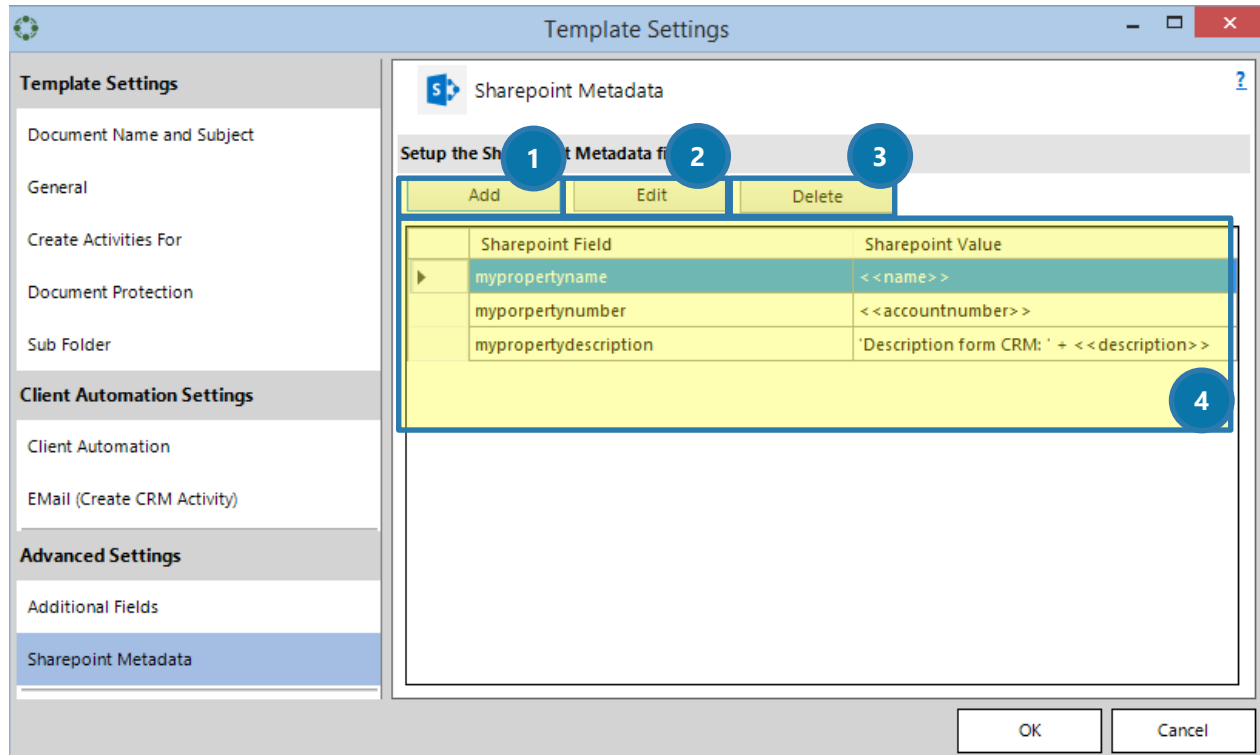 Template Settings
Template Settings
Document Name and Subject
General
Create Activities For
Document Protection
Sub Folder
Client Automation Settings
Client Automation
EMail (Create CRM Activity)
Advanced Settings
Additional Fields
Sharepoint Metadata
S
Sharepoint Metadata
?
Setup the Sh 1 t Metadata fi 2 3
Add Edit Delete
Sharepoint Field Sharepoint Value
mypropertyname <<name>>
myporpertynumber <<accountnumber>>
mypropertydescription 'Description form CRM: ' + <<description>>
4
OK Cancel